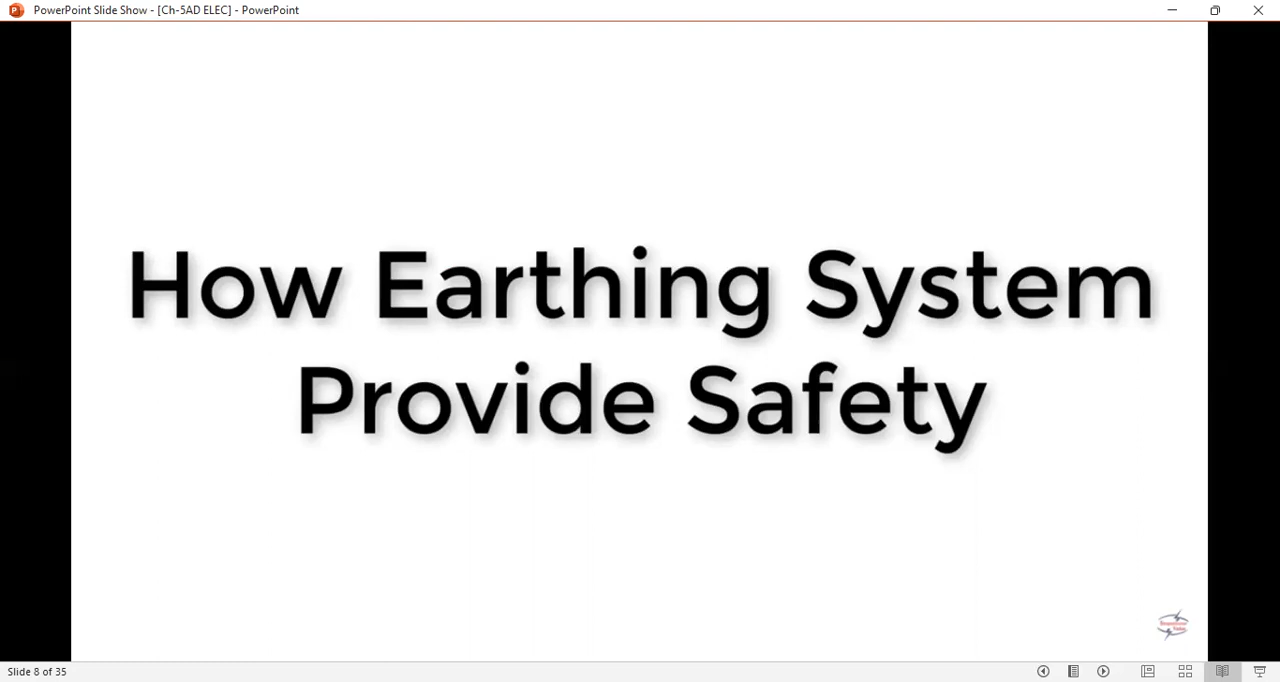 PowerPoint Slide Show - [Ch-5AD ELEC] - PowerPoint
How Earthing System
Provide Safety
Slide 8 of 35